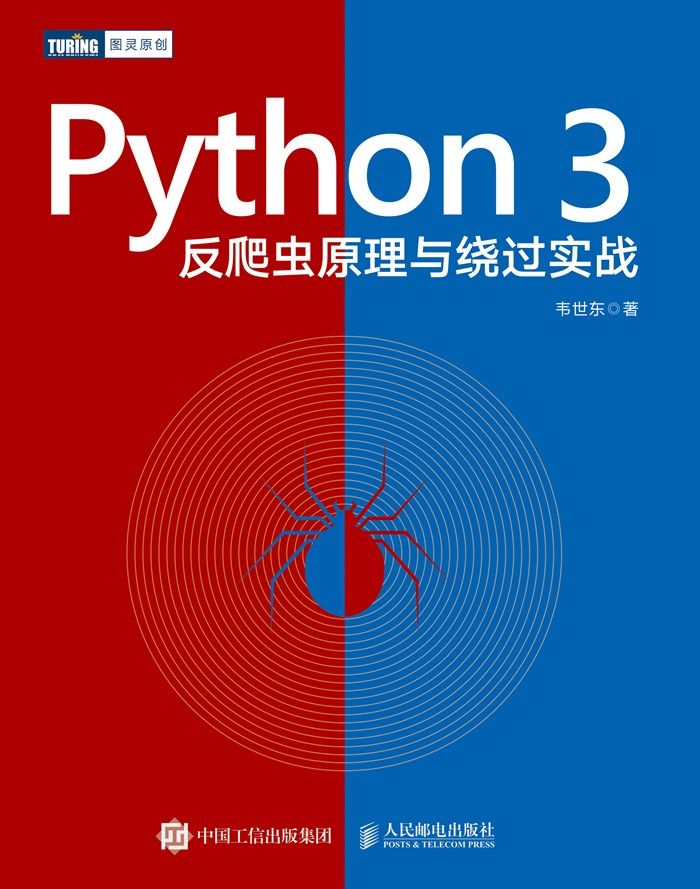 TURING 图灵原创
Python 3
反爬虫原理与绕过实战
韦世东◎著
中国工信出版集团 人民邮电出版社
POSTS & TELECOM PRESS